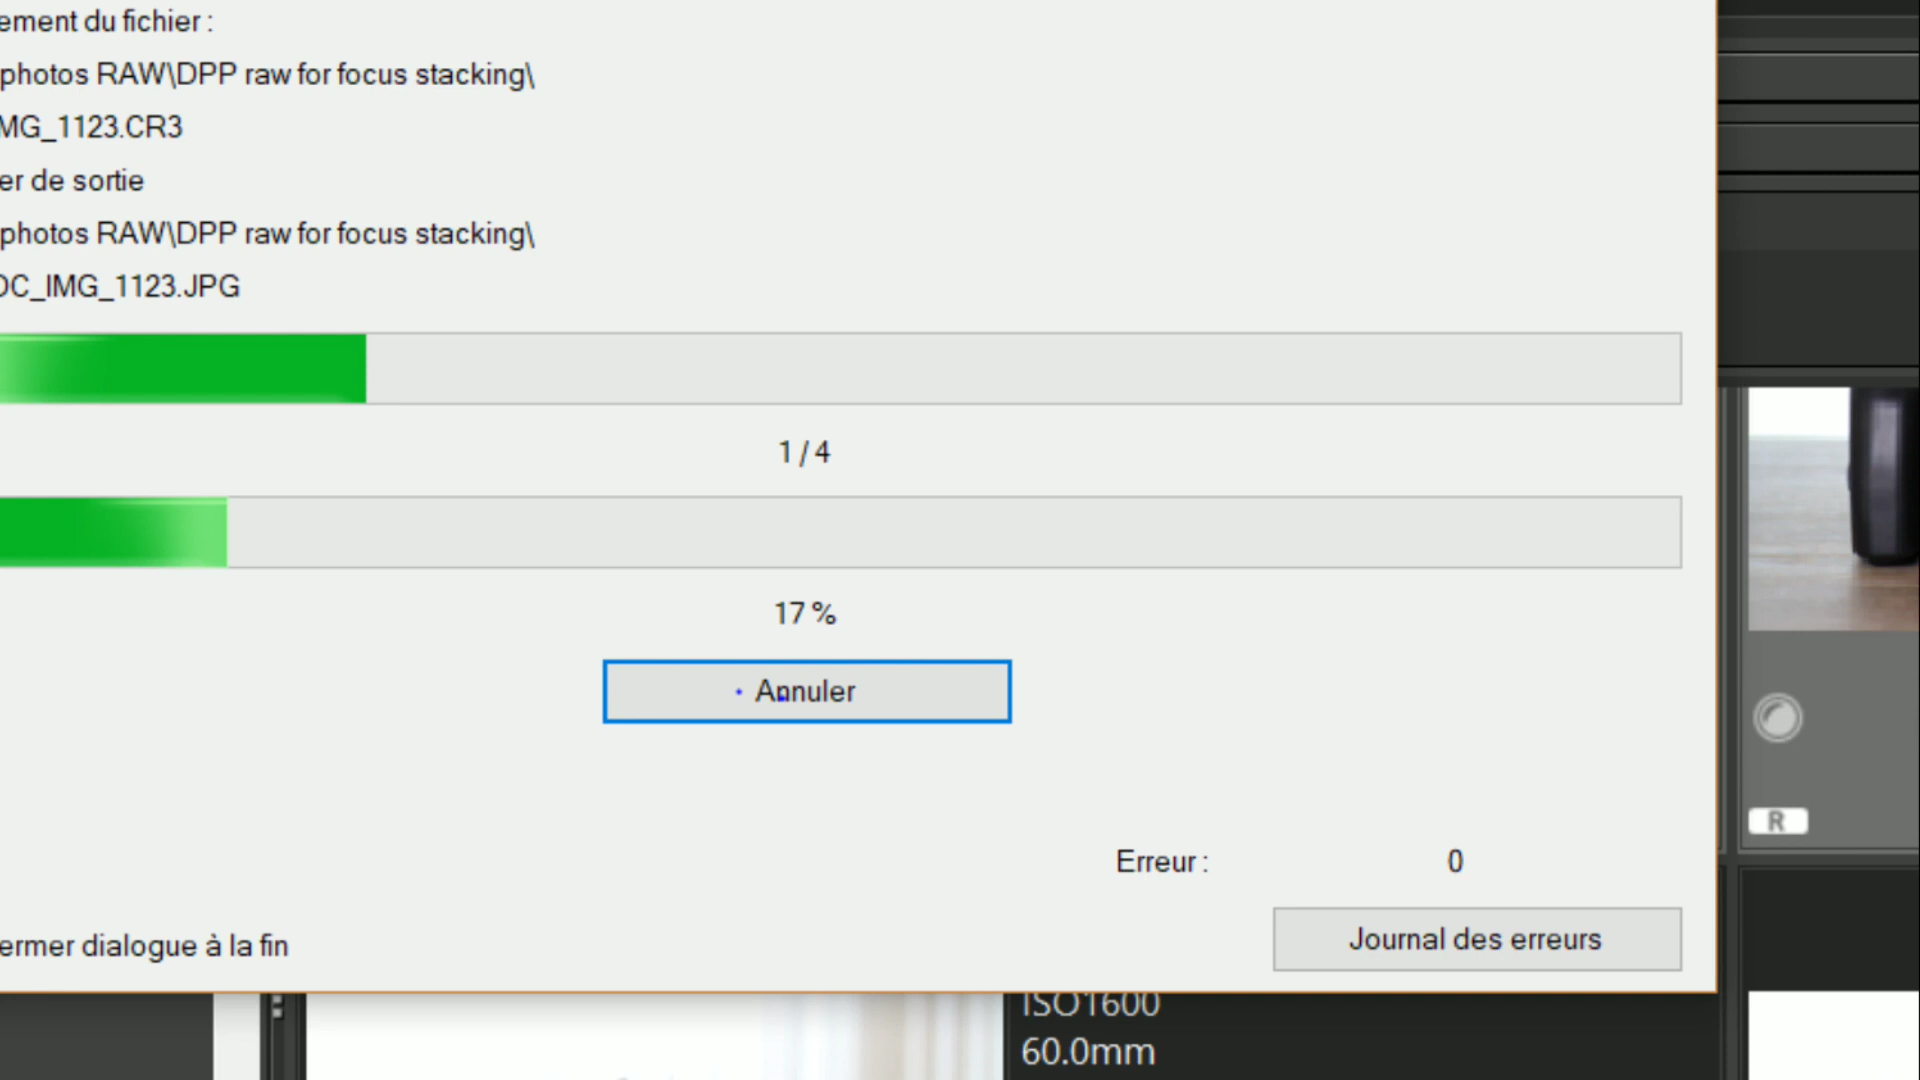 ement du fichier :
photos RAW\DPP raw for focus stacking\
MG_1123.CR3
er de sortie
photos RAW\DPP raw for focus stacking\
OC_IMG_1123.JPG
1 / 4
17 %
Annuler
R
Erreur : 0
Journal des erreurs
ermer dialogue à la fin
ISO1600
60.0mm